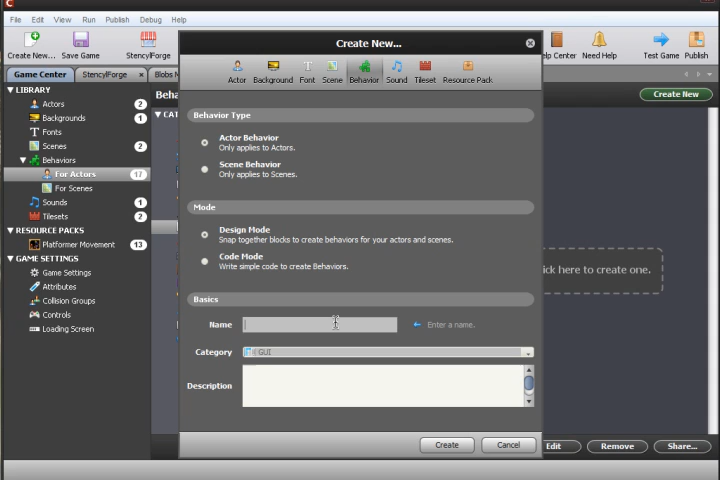 File Edit View Run Publish Debug Help
Create New... Save Game StencylForge
Help Center Need Help Test Game Publish
Create New...
Game Center StencylForge × Blobs
Actor Background Font Scene Behavior Sound Tileset Resource Pack
LIBRARY
Actors 2
Backgrounds 1
Fonts
Scenes 2
Behaviors
For Actors 17
For Scenes
Sounds 1
Tilesets 2
RESOURCE PACKS
Platformer Movement 13
GAME SETTINGS
Game Settings
Attributes
Collision Groups
Controls
Loading Screen
Beha
CAT
Create New
Behavior Type
Actor Behavior
Only applies to Actors.
Scene Behavior
Only applies to Scenes.
Mode
Design Mode
Snap together blocks to create behaviors for your actors and scenes.
Code Mode
Write simple code to create Behaviors.
ick here to create one.
Basics
Name Enter a name.
Category GUI
Description
Create Cancel
Edit Remove Share...